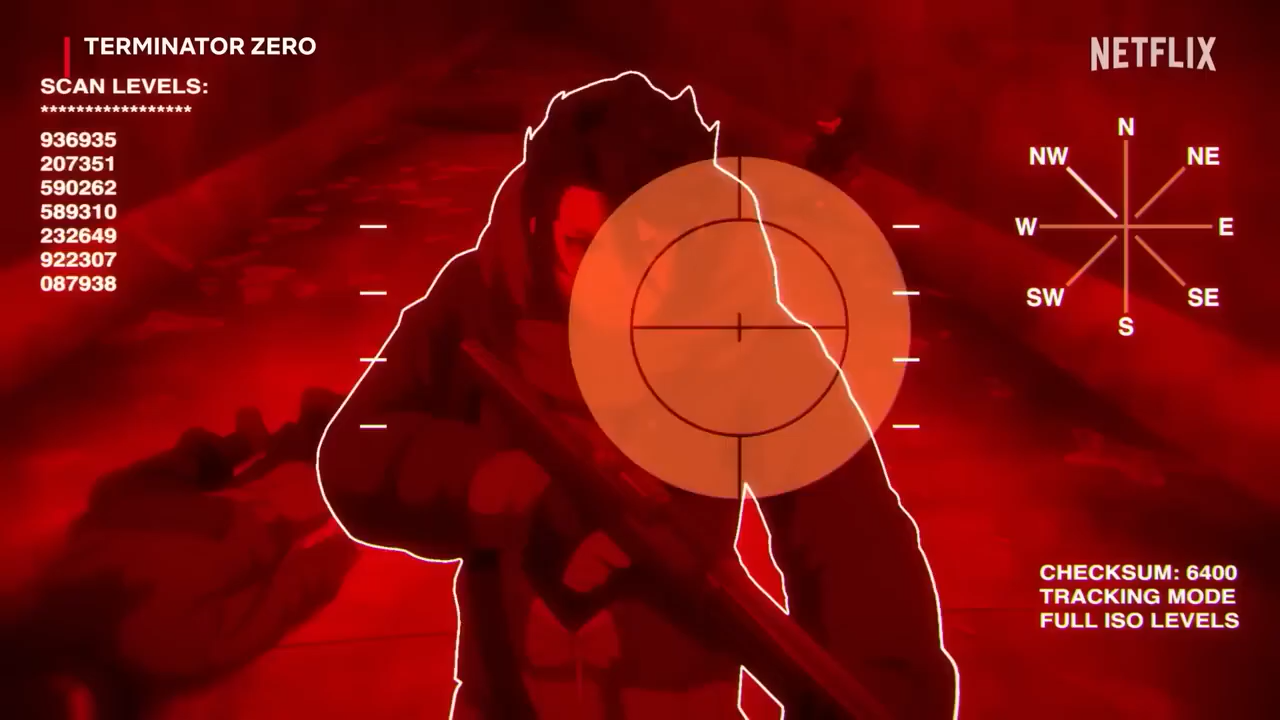 TERMINATOR ZERO
NETFLIX
SCAN LEVELS:
*****************
936935
207351
590262
589310
232649
922307
087938
N
NW
NE
W
E
SW
SE
S
CHECKSUM: 6400
TRACKING MODE
FULL ISO LEVELS